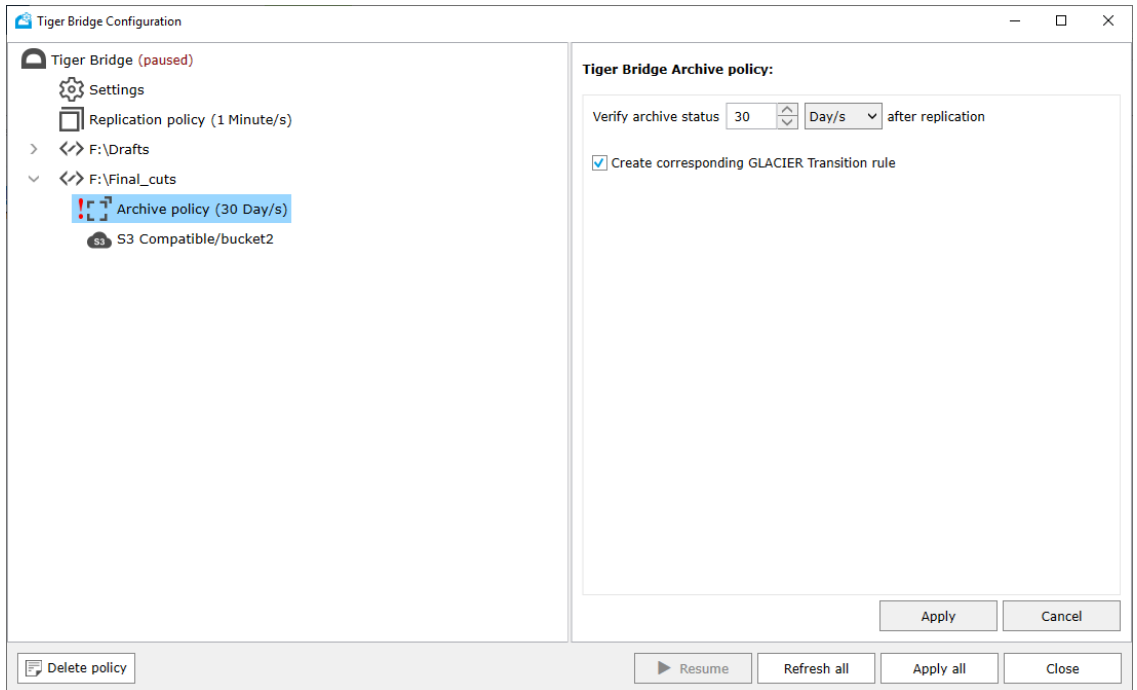 Tiger Bridge Configuration
Tiger Bridge (paused)
Settings
Replication policy (1 Minute/s)
F:\Drafts
F:\Final_cuts
! Archive policy (30 Day/s)
S3 S3 Compatible/bucket2
Tiger Bridge Archive policy:
Verify archive status 30 Day/s after replication
Create corresponding GLACIER Transition rule
Apply Cancel
Delete policy Resume Refresh all Apply all Close